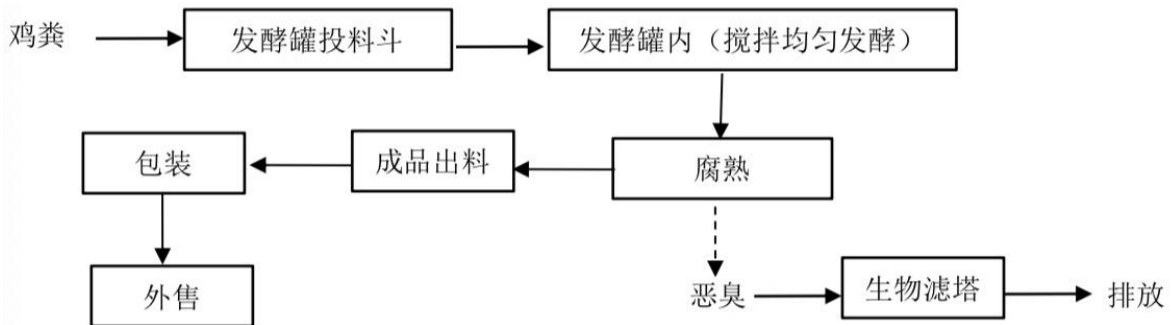 鸡粪
发酵罐投料斗
发酵罐内（搅拌均匀发酵）
包装
成品出料
腐熟
外售
恶臭
生物滤塔
排放